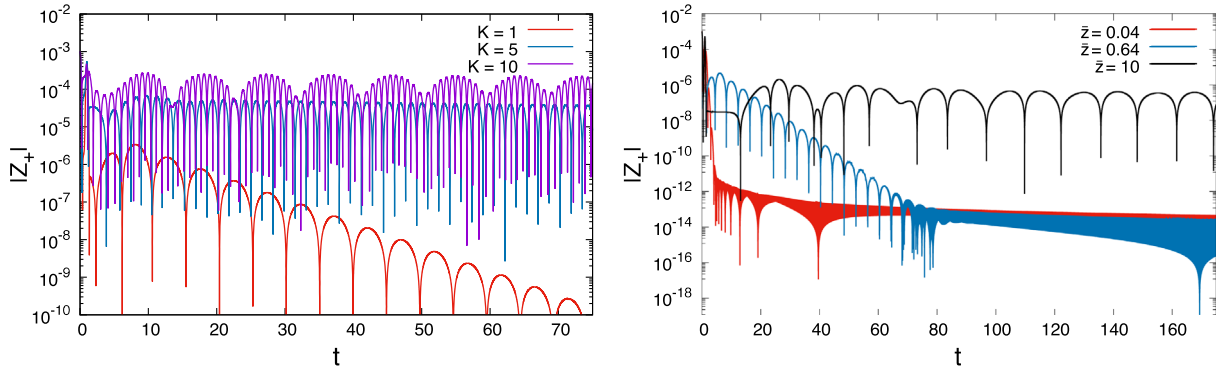 10⁻²
10⁻³
10⁻⁴
10⁻⁵
10⁻⁶
10⁻⁷
10⁻⁸
10⁻⁹
10⁻¹⁰
|Z₊|
K = 1
K = 5
K = 10
0 10 20 30 40 50 60 70
t
10⁻²
10⁻⁴
10⁻⁶
10⁻⁸
10⁻¹⁰
10⁻¹²
10⁻¹⁴
10⁻¹⁶
10⁻¹⁸
|Z₊|
z̄ = 0.04
z̄ = 0.64
z̄ = 10
0 20 40 60 80 100 120 140 160
t